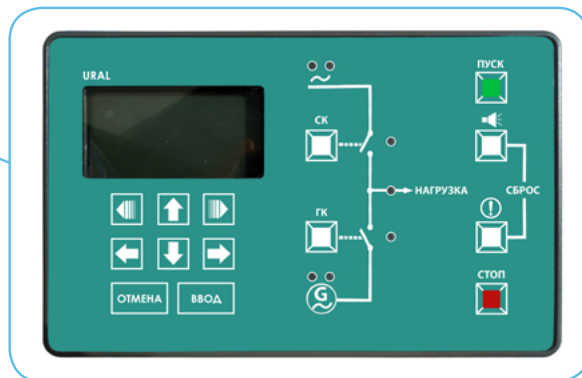 URAL
ПУСК
СК
НАГРУЗКА
СБРОС
ГК
СТОП
ОТМЕНА
ВВОД
G